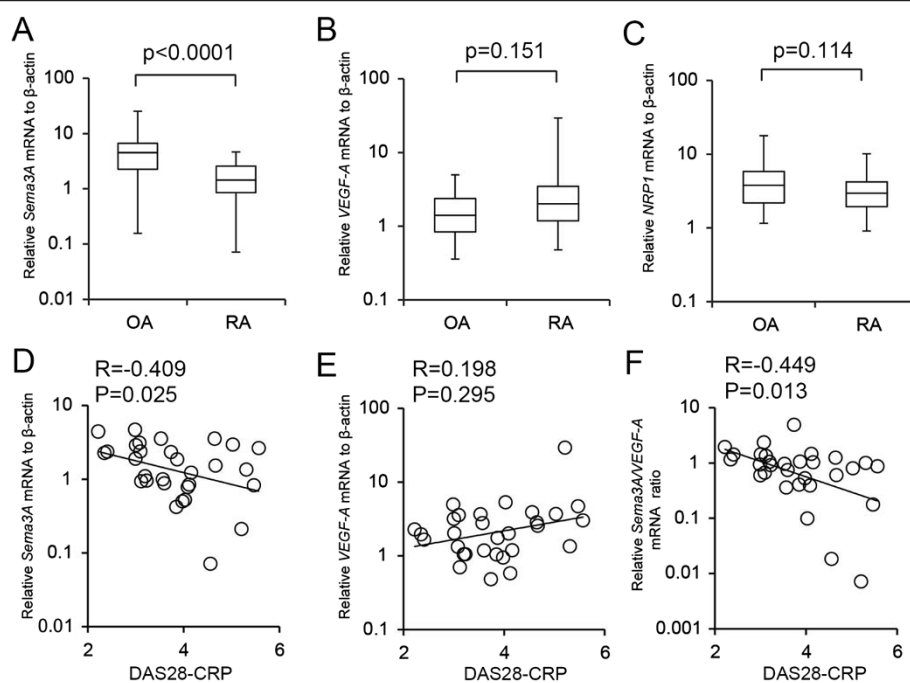 A
p<0.0001
Relative Sema3A mRNA to β-actin
100
10
1
0.1
0.01
OA
RA
B
p=0.151
Relative VEGF-A mRNA to β-actin
100
10
1
0.1
OA
RA
C
p=0.114
Relative NRP1 mRNA to β-actin
100
10
1
0.1
OA
RA
D
R=-0.409
P=0.025
Relative Sema3A mRNA to β-actin
10
1
0.1
0.01
2
4
6
DAS28-CRP
E
R=0.198
P=0.295
Relative VEGF-A mRNA to β-actin
100
10
1
0.1
2
4
6
DAS28-CRP
F
R=-0.449
P=0.013
Relative Sema3A/VEGF-A
mRNA ratio
10
1
0.1
0.01
0.001
2
4
6
DAS28-CRP